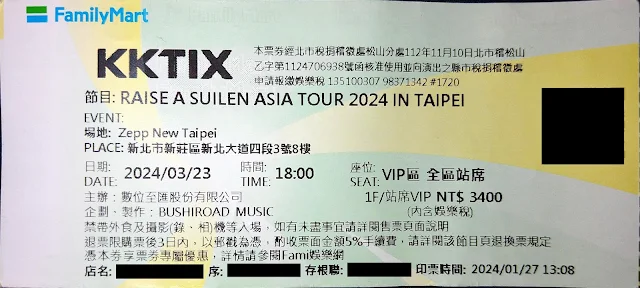 FamilyMart
KKTIX
本票券經北市稅捐稽徵處松山分處112年11月10日北市稽松山
乙字第1124706938號函核准使用並向演出之縣市稅捐稽徵處
申請報繳娛樂稅 135100307 98371342 #1720
節目: RAISE A SUILEN ASIA TOUR 2024 IN TAIPEI
EVENT:
場地: Zepp New Taipei
PLACE: 新北市新莊區新北大道四段3號8樓
日期: 2024/03/23 時間: 18:00 座位: VIP區 全區站席
DATE: TIME: SEAT:
主辦：數位至匯股份有限公司 1F/站席VIP NT$ 3400
企劃．製作：BUSHIROAD MUSIC (內含娛樂稅)
禁帶外食及攝影(錄、相)機等入場，如有未盡事宜請詳閱售票頁面說明
退票限購票後3日內，以郵戳為憑，酌收票面金額5%手續費，請詳閱該節目頁退換票規定
憑本券享票券專屬優惠，詳情請參閱Fami娛樂網
店名: 序: 存根聯: 印票時間: 2024/01/27 13:08